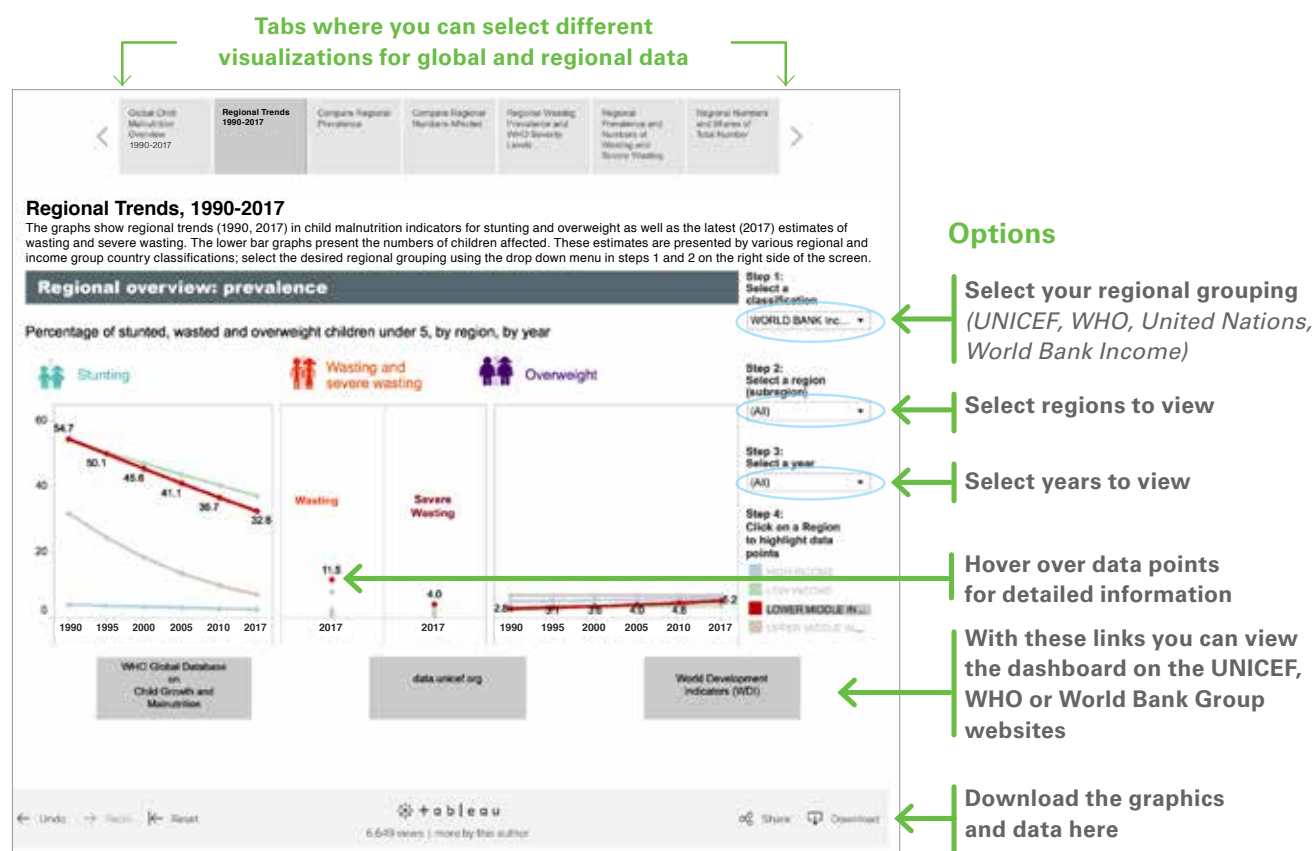 Tabs where you can select different
visualizations for global and regional data
Global Child
Malnutrition
Overview
1990-2017
Regional Trends
1990-2017
Compare Regional
Prevalence
Compare Regional
Numbers Affected
Regional Wasting
Prevalence and
WHO Severity
Levels
Regional
Prevalence and
Numbers of
Wasting and
Severe Wasting
Regional Numbers
and Shares of
Total Number
Regional Trends, 1990-2017
The graphs show regional trends (1990, 2017) in child malnutrition indicators for stunting and overweight as well as the latest (2017) estimates of
wasting and severe wasting. The lower bar graphs present the numbers of children affected. These estimates are presented by various regional and
income group country classifications; select the desired regional grouping using the drop down menu in steps 1 and 2 on the right side of the screen.
Regional overview: prevalence
Percentage of stunted, wasted and overweight children under 5, by region, by year
Stunting
Wasting and
severe wasting
Overweight
60
40
20
0
54.7
50.1
45.6
41.1
36.7
32.6
1990 1995 2000 2005 2010 2017
Wasting
11.5
2017
Severe
Wasting
4.0
2017
2.8 3.1 3.6 4.0 4.6 5.2
1990 1995 2000 2005 2010 2017
Step 1:
Select a
classification
WORLD BANK Inc...
Step 2:
Select a region
(subregion)
(All)
Step 3:
Select a year
(All)
Step 4:
Click on a Region
to highlight data
points
HIGH INCOME
LOW INCOME
LOWER MIDDLE IN...
UPPER MIDDLE IN...
WHO Global Database
on
Child Growth and
Malnutrition
data.unicef.org
World Development
Indicators (WDI)
Undo
Redo
Reset
+ a b l e a u
6,649 views | more by this author
Share
Download
Options
Select your regional grouping
(UNICEF, WHO, United Nations,
World Bank Income)
Select regions to view
Select years to view
Hover over data points
for detailed information
With these links you can view
the dashboard on the UNICEF,
WHO or World Bank Group
websites
Download the graphics
and data here